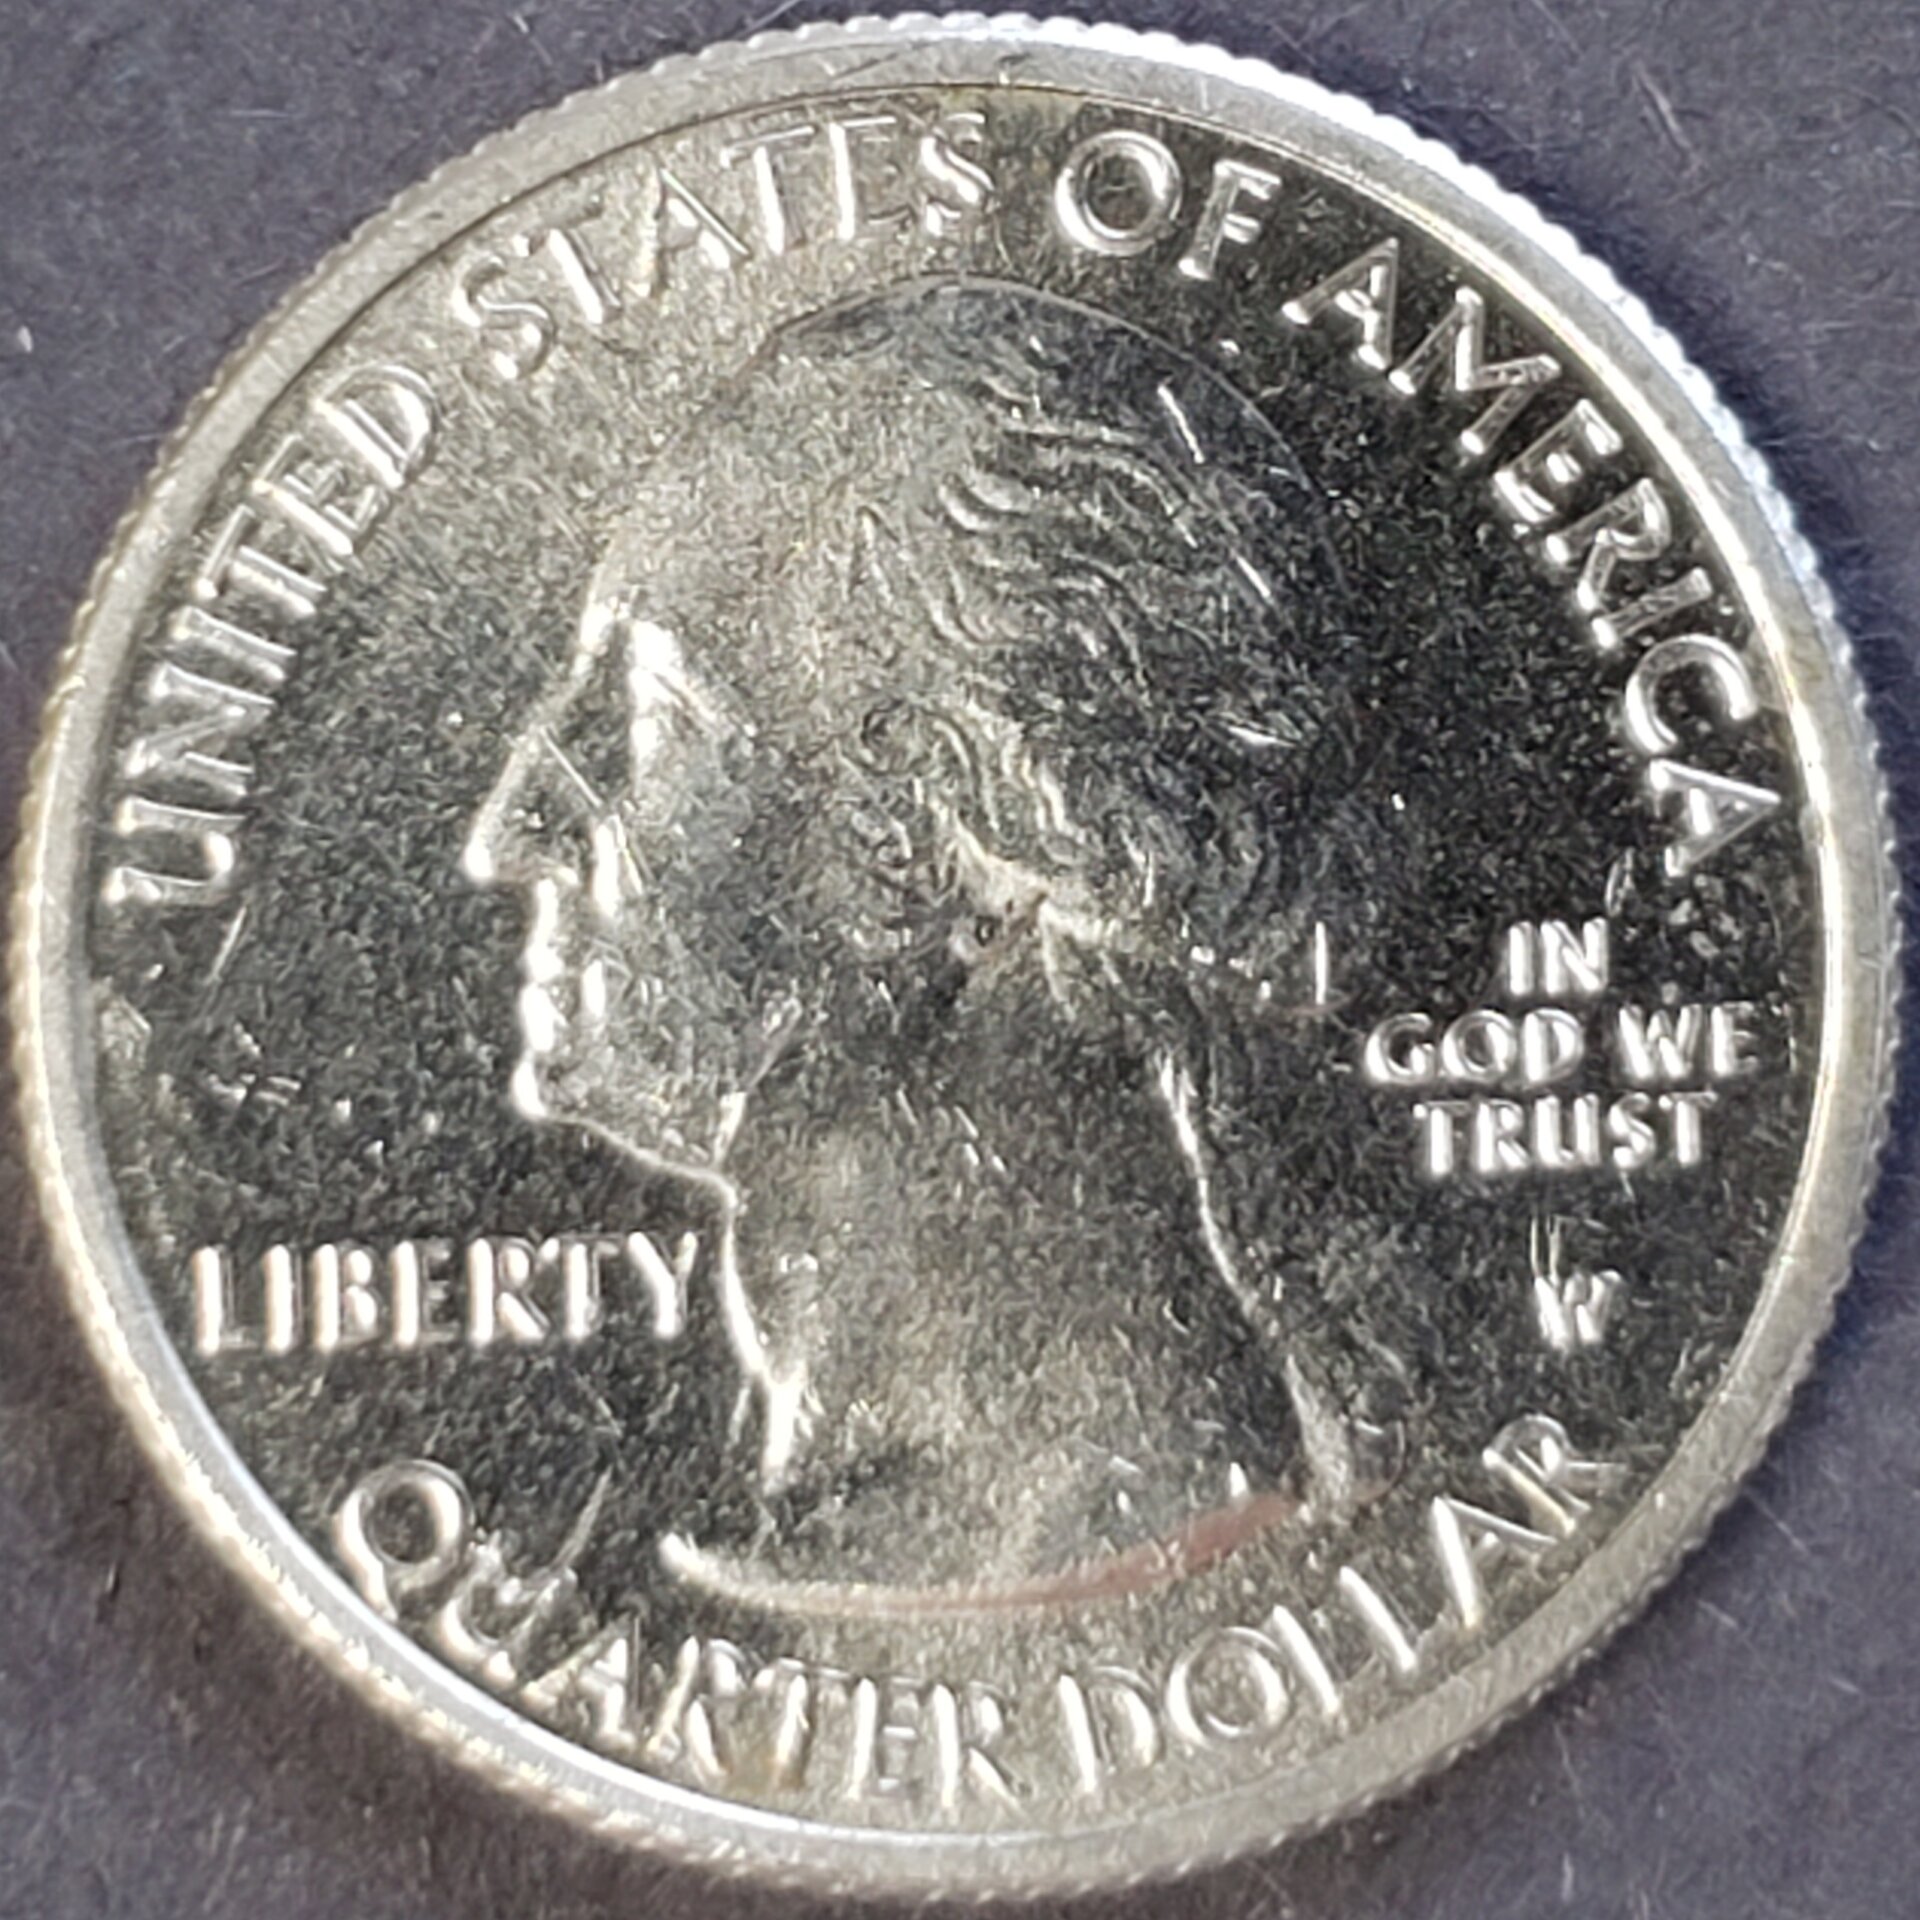 UNITED STATES OF AMERICA
IN
GOD WE
TRUST
LIBERTY
W
QUARTER DOLLAR